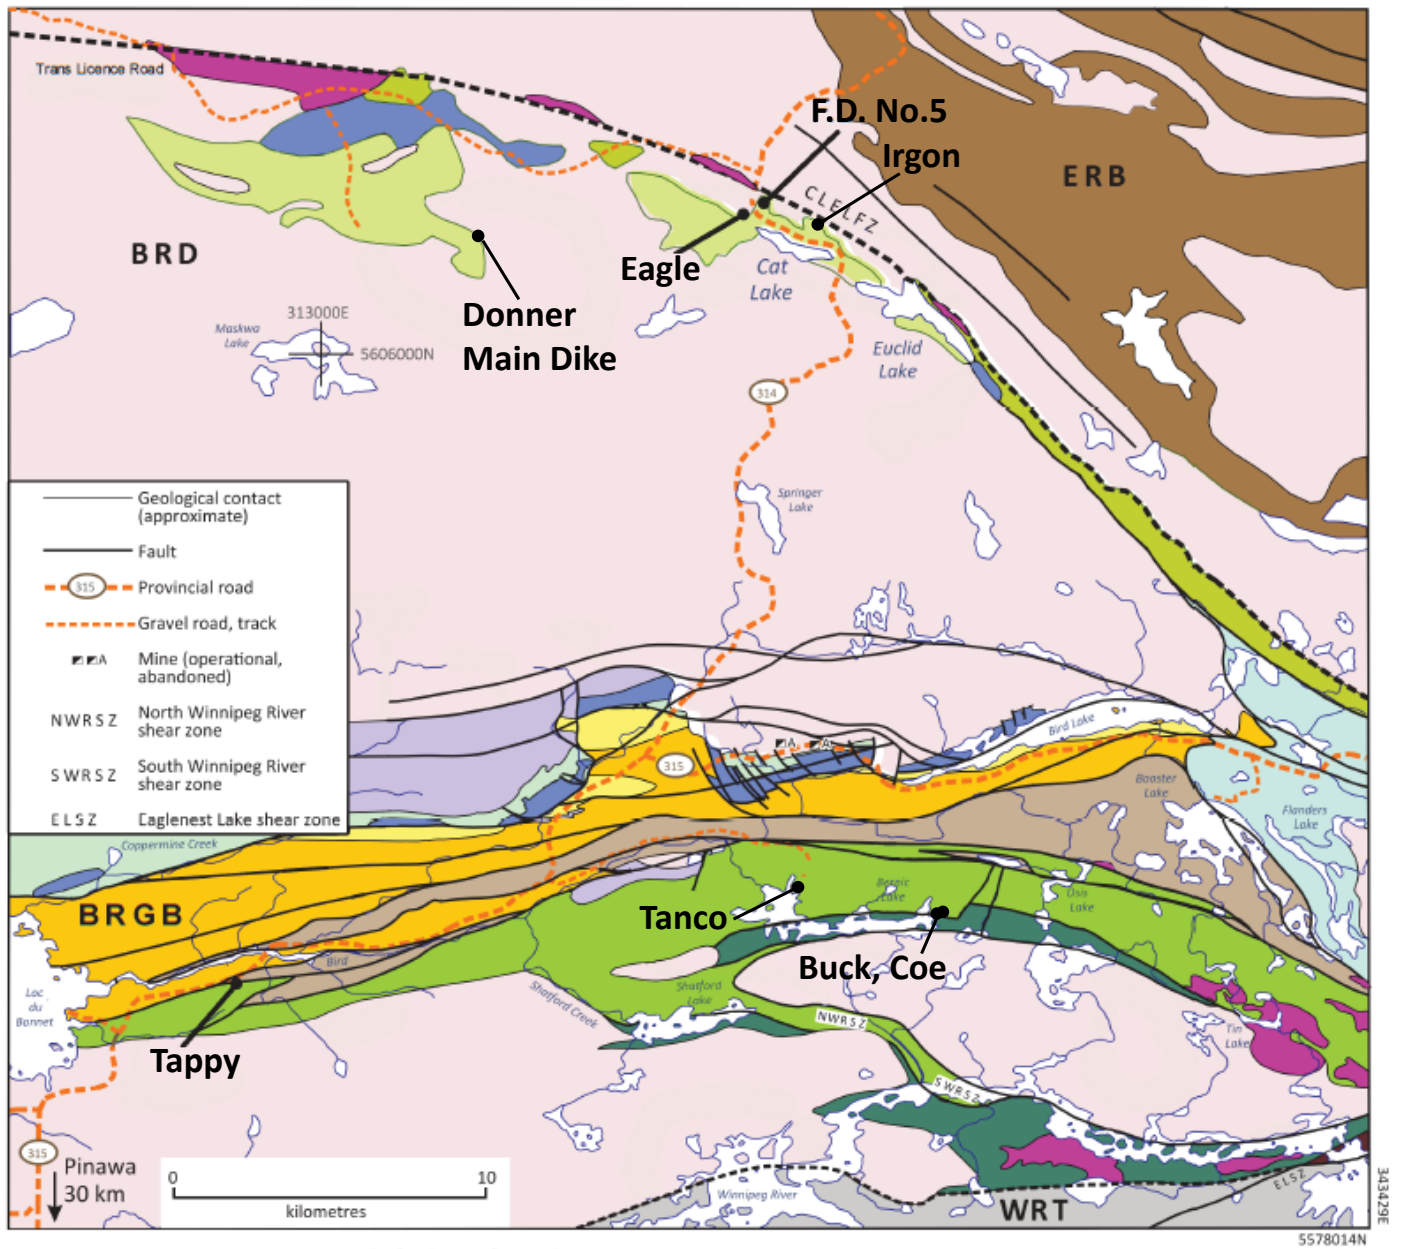 Trans Licence Road
F.D. No.5
Irgon
ERB
CLELFZ
BRD
Eagle
Cat
Lake
Donner
Main Dike
313000E
Maskwa
Lake
5606000N
Euclid
Lake
314
Springer
Lake
Geological contact
(approximate)
Fault
315
Provincial road
Gravel road, track
A
Mine (operational,
abandoned)
NWRSZ
North Winnipeg River
shear zone
SWRSZ
South Winnipeg River
shear zone
ELSZ
Eaglenest Lake shear zone
Bird Lake
A
A
315
Booster
Lake
Flanders
Lake
Coppermine Creek
BRGB
Tanco
Bernic
Lake
Osis
Lake
Buck, Coe
Bird
Lac
du
Bonnet
Shatford Creek
Shatford
Lake
NWRSZ
Tin
Lake
Tappy
SWRSZ
315
Pinawa
30 km
0
10
kilometres
Winnipeg River
WRT
ELSZ
343429E
5578014N